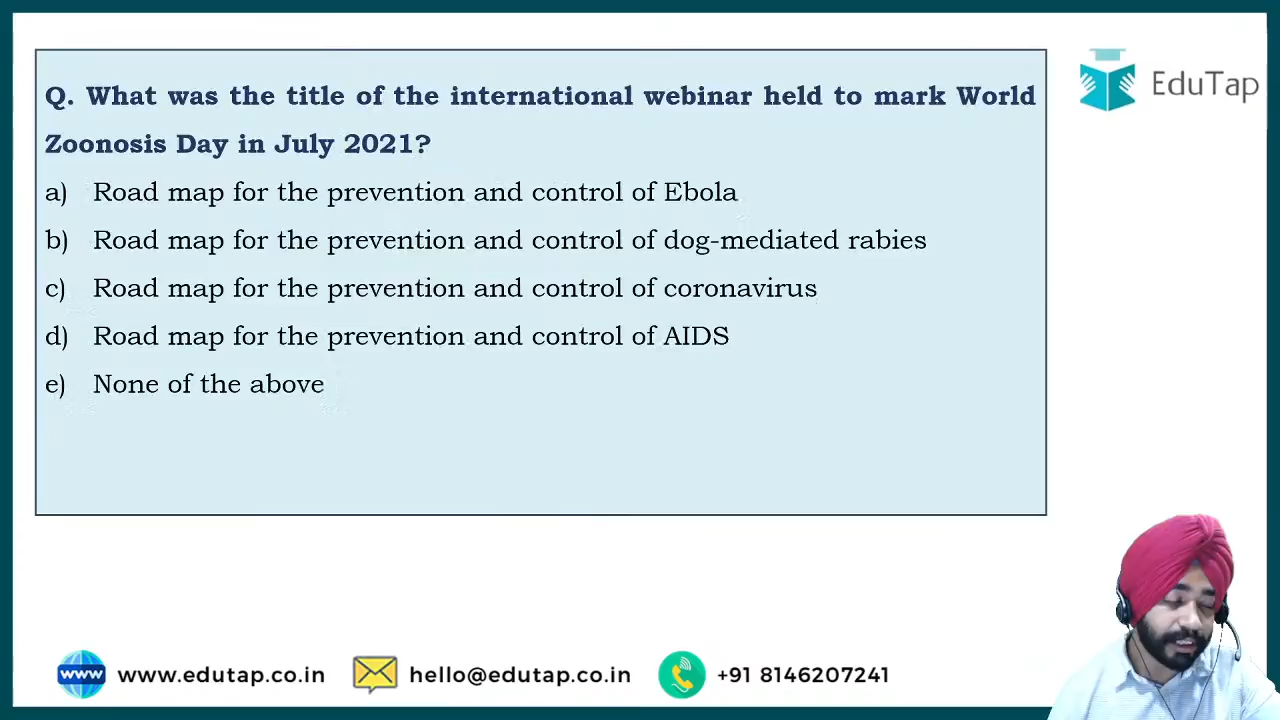 Q. What was the title of the international webinar held to mark World
Zoonosis Day in July 2021?
a) Road map for the prevention and control of Ebola
b) Road map for the prevention and control of dog-mediated rabies
c) Road map for the prevention and control of coronavirus
d) Road map for the prevention and control of AIDS
e) None of the above
EduTap
www www.edutap.co.in hello@edutap.co.in +91 8146207241